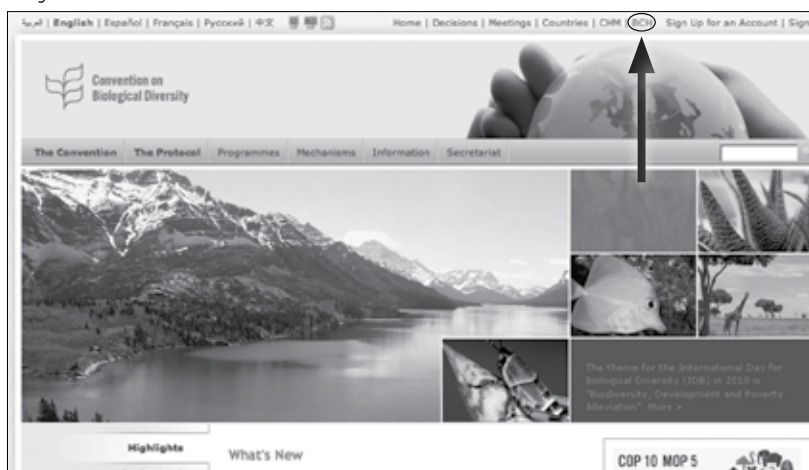 العربية | English | Español | Français | Русский | 中文 Home | Decisions | Meetings | Countries | CHM | BCH Sign Up for an Account | Sign
Convention on
Biological Diversity
The Convention The Protocol Programmes Mechanisms Information Secretariat
The theme for the International Day for
Biological Diversity (IDB) in 2010 is
"Biodiversity, Development and Poverty
Alleviation". More »
Highlights
What's New
COP 10 MOP 5